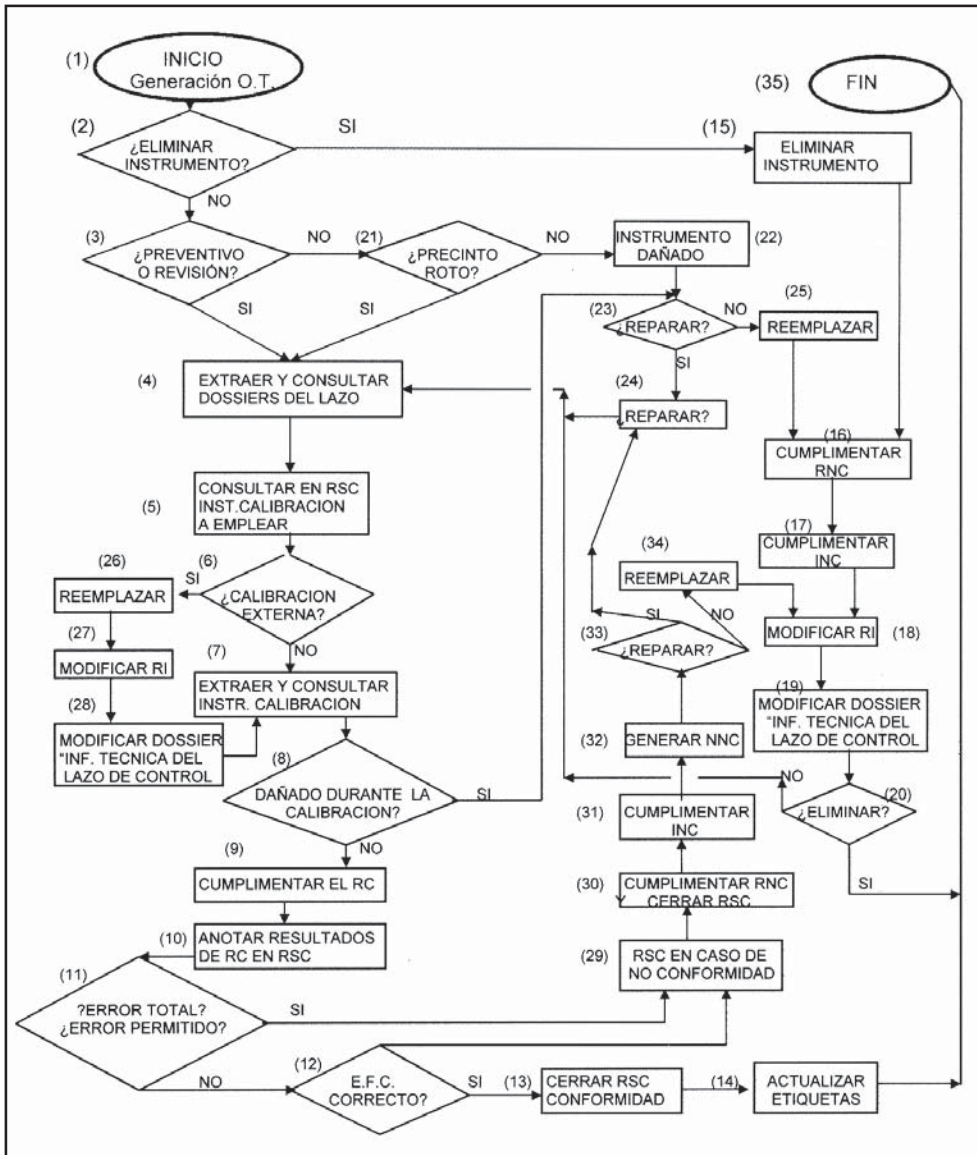 (1)
INICIO
Generación O.T.
(35)
FIN
(2)
¿ELIMINAR
INSTRUMENTO?
SI
NO
(15)
ELIMINAR
INSTRUMENTO
(3)
¿PREVENTIVO
O REVISIÓN?
NO
SI
(21)
¿PRECINTO
ROTO?
NO
SI
INSTRUMENTO
DAÑADO
(22)
(23)
¿REPARAR?
NO
SI
(25)
REEMPLAZAR
(4)
EXTRAER Y CONSULTAR
DOSSIERS DEL LAZO
(24)
¿REPARAR?
(16)
CUMPLIMENTAR
RNC
(5)
CONSULTAR EN RSC
INST.CALIBRACION
A EMPLEAR
(17)
CUMPLIMENTAR
INC
(26)
REEMPLAZAR
SI
(6)
¿CALIBRACION
EXTERNA?
NO
(34)
REEMPLAZAR
(27)
MODIFICAR RI
(7)
EXTRAER Y CONSULTAR
INSTR. CALIBRACION
(33)
SI
NO
¿REPARAR?
MODIFICAR RI
(18)
(28)
MODIFICAR DOSSIER
"INF. TECNICA DEL
LAZO DE CONTROL
(19)
MODIFICAR DOSSIER
"INF. TECNICA DEL
LAZO DE CONTROL
(32)
GENERAR NNC
(8)
DAÑADO DURANTE LA
CALIBRACION?
SI
NO
NO
(20)
¿ELIMINAR?
SI
(31)
CUMPLIMENTAR
INC
(9)
CUMPLIMENTAR EL RC
(30)
CUMPLIMENTAR RNC
CERRAR RSC
(10)
ANOTAR RESULTADOS
DE RC EN RSC
(29)
RSC EN CASO DE
NO CONFORMIDAD
(11)
?ERROR TOTAL?
¿ERROR PERMITIDO?
SI
NO
(12)
E.F.C.
CORRECTO?
SI
(13)
CERRAR RSC
CONFORMIDAD
(14)
ACTUALIZAR
ETIQUETAS